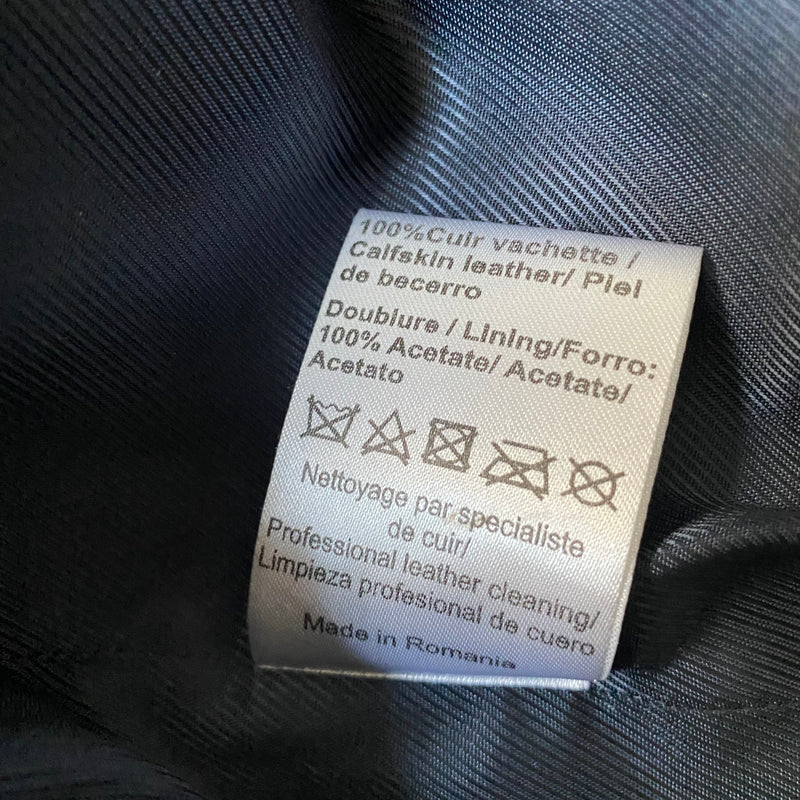 100%Cuir vachette /
Calfskin leather/ Piel
de becerro
Doublure / Lining/Forro:
100% Acetate/ Acetate/
Acetato
Nettoyage par specialiste
de cuir/
Professional leather cleaning/
Limpieza profesional de cuero
Made in Romania